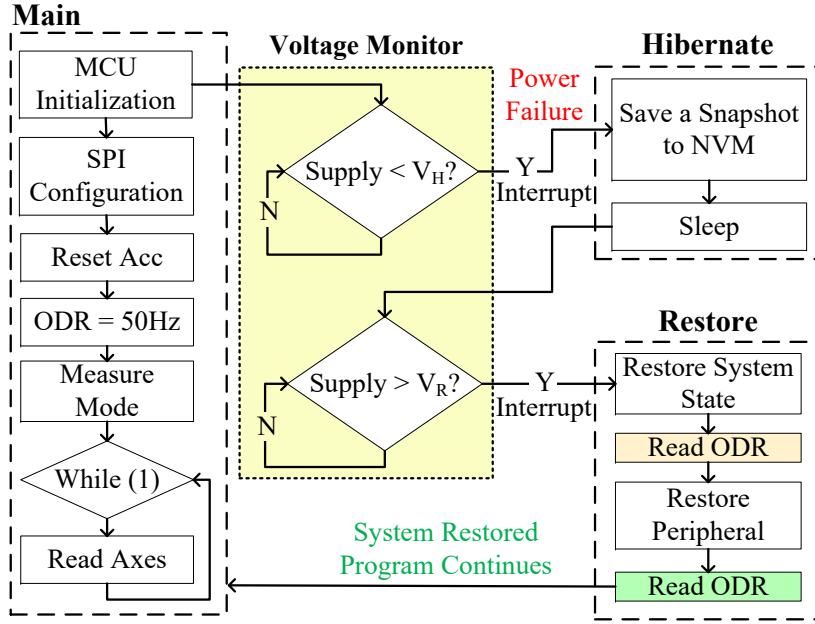 Main
MCU
Initialization
SPI
Configuration
Reset Acc
ODR = 50Hz
Measure
Mode
While (1)
Read Axes
Voltage Monitor
Supply < V_H?
N
Y
Interrupt
Power
Failure
Supply > V_R?
N
Y
Interrupt
Hibernate
Save a Snapshot
to NVM
Sleep
Restore
Restore System
State
Read ODR
Restore
Peripheral
Read ODR
System Restored
Program Continues